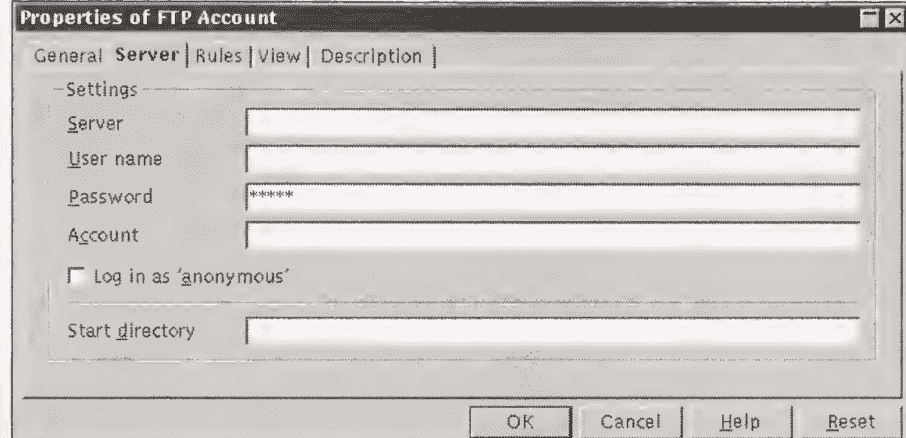 Properties of FTP Account
General Server Rules View Description
Settings
Server
User name
Password *****
Account
Log in as 'anonymous'
Start directory
OK Cancel Help Reset